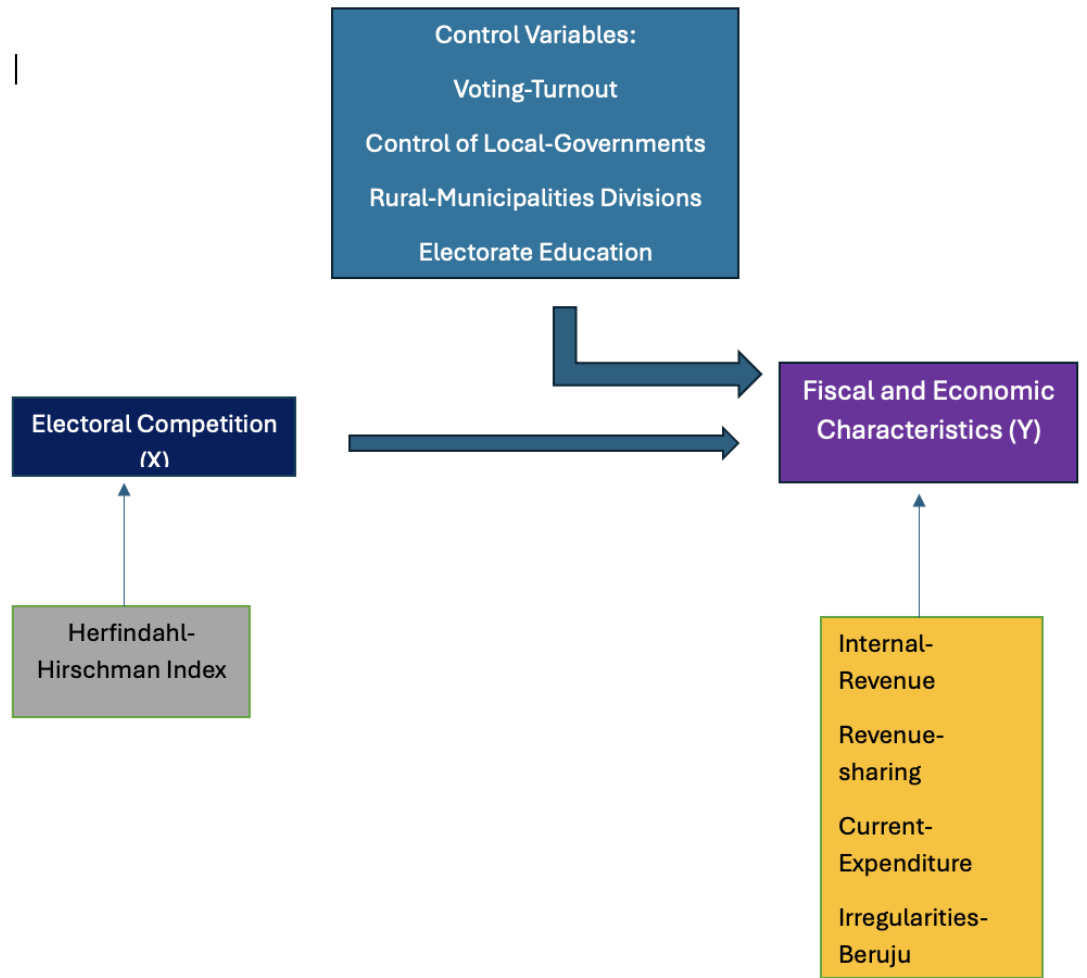 Control Variables:
Voting-Turnout
Control of Local-Governments
Rural-Municipalities Divisions
Electorate Education
Fiscal and Economic
Characteristics (Y)
Electoral Competition
(X)
Herfindahl-
Hirschman Index
Internal-
Revenue
Revenue-
sharing
Current-
Expenditure
Irregularities-
Beruju